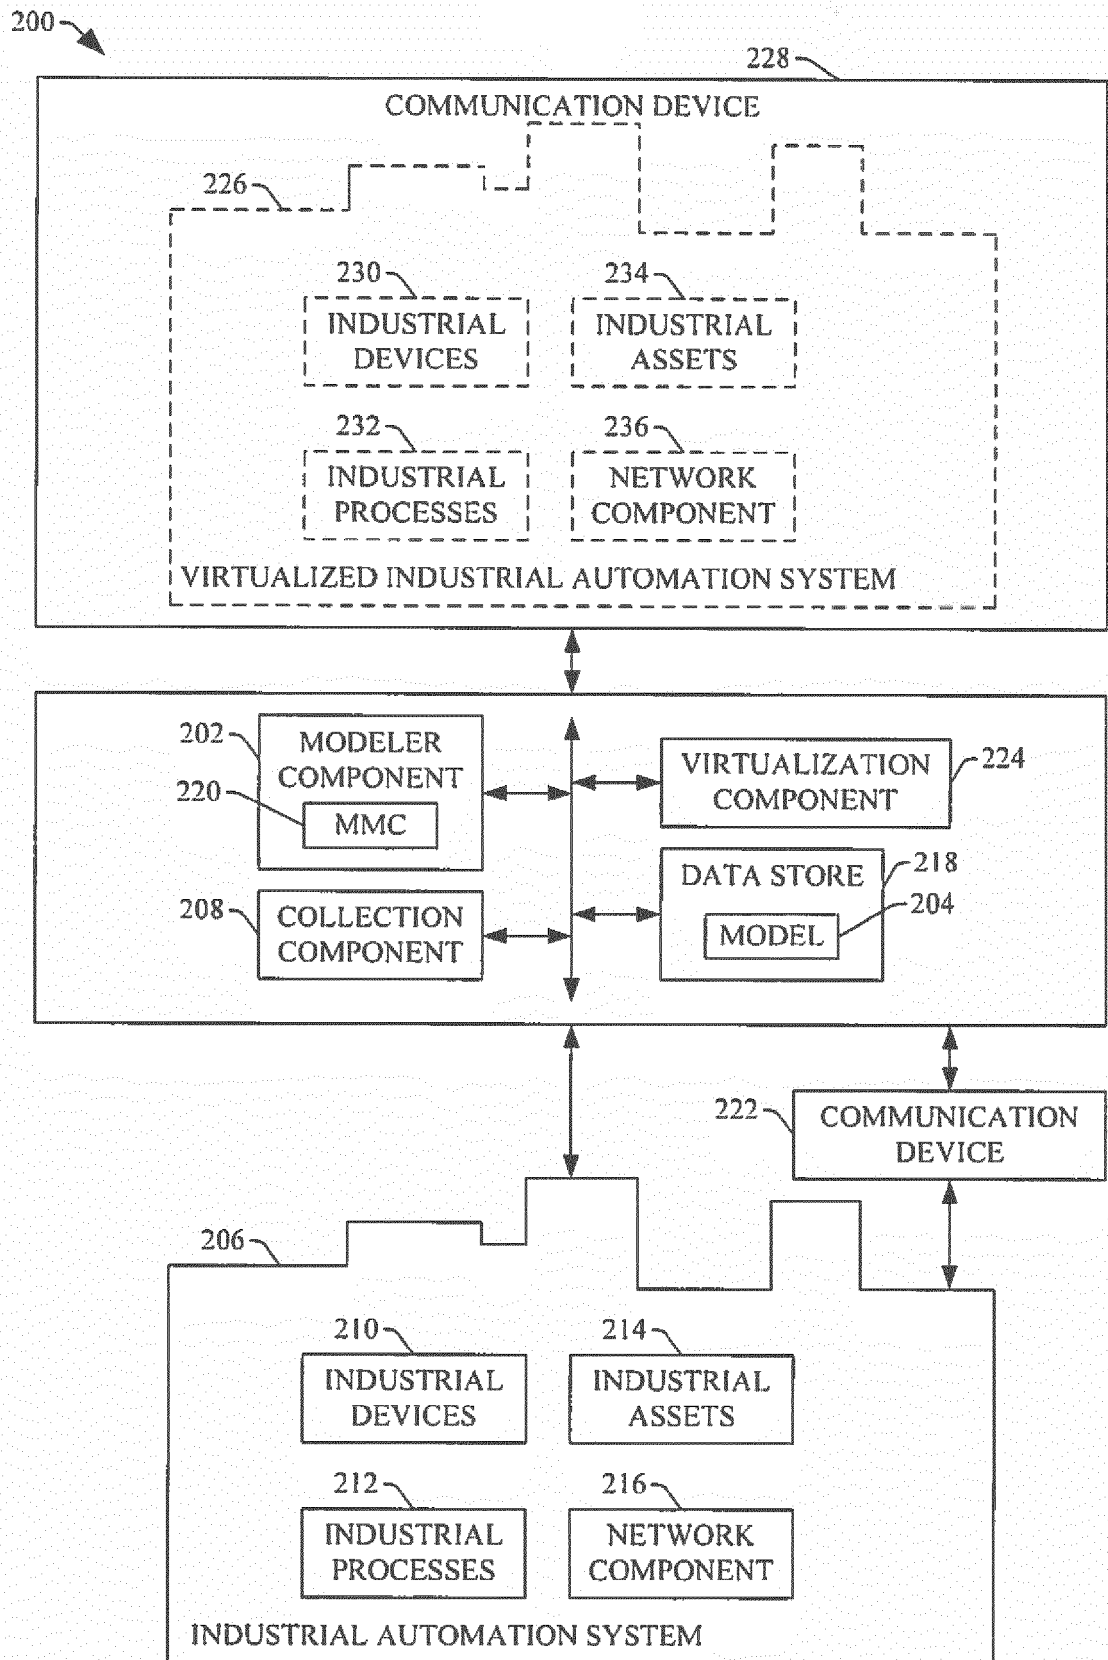 200
228
COMMUNICATION DEVICE
226
230
234
INDUSTRIAL
DEVICES
INDUSTRIAL
ASSETS
232
236
INDUSTRIAL
PROCESSES
NETWORK
COMPONENT
VIRTUALIZED INDUSTRIAL AUTOMATION SYSTEM
202
MODELER
COMPONENT
220
MMC
VIRTUALIZATION
COMPONENT
224
208
COLLECTION
COMPONENT
DATA STORE
218
204
MODEL
222
COMMUNICATION
DEVICE
206
210
214
INDUSTRIAL
DEVICES
INDUSTRIAL
ASSETS
212
216
INDUSTRIAL
PROCESSES
NETWORK
COMPONENT
INDUSTRIAL AUTOMATION SYSTEM